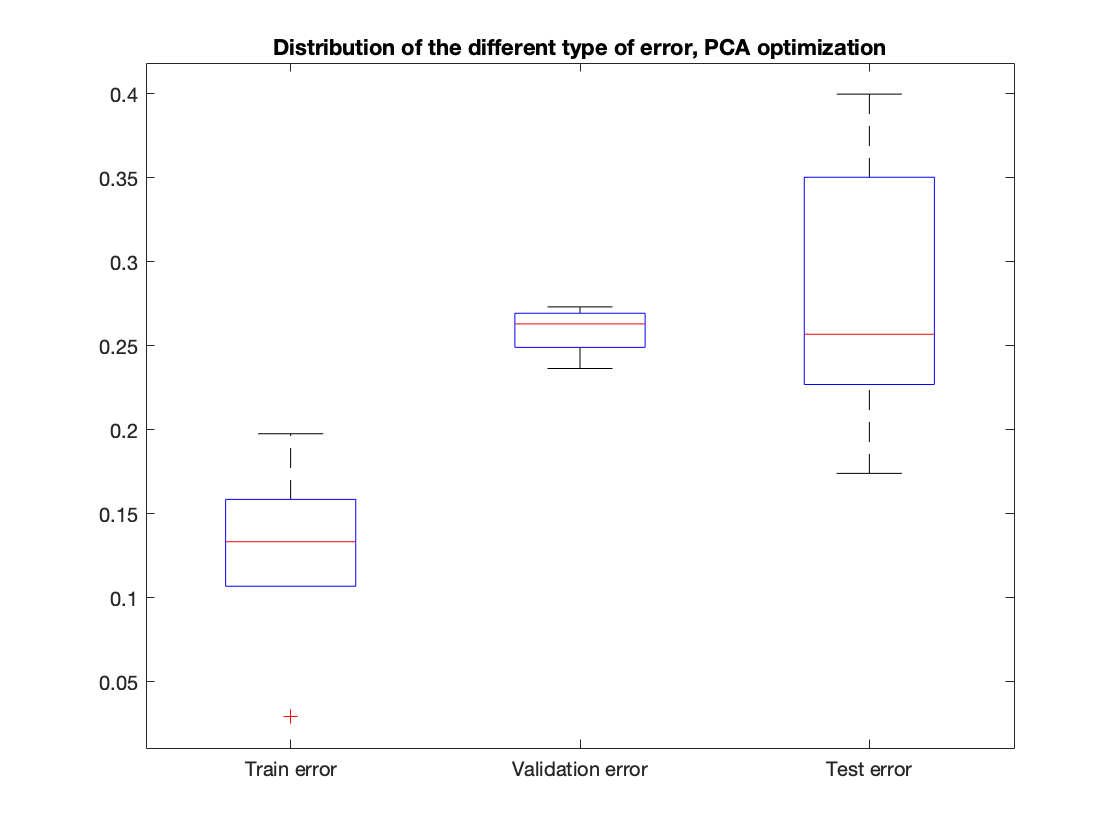 Distribution of the different type of error, PCA optimization
0.4
0.35
0.3
0.25
0.2
0.15
0.1
0.05
Train error
Validation error
Test error